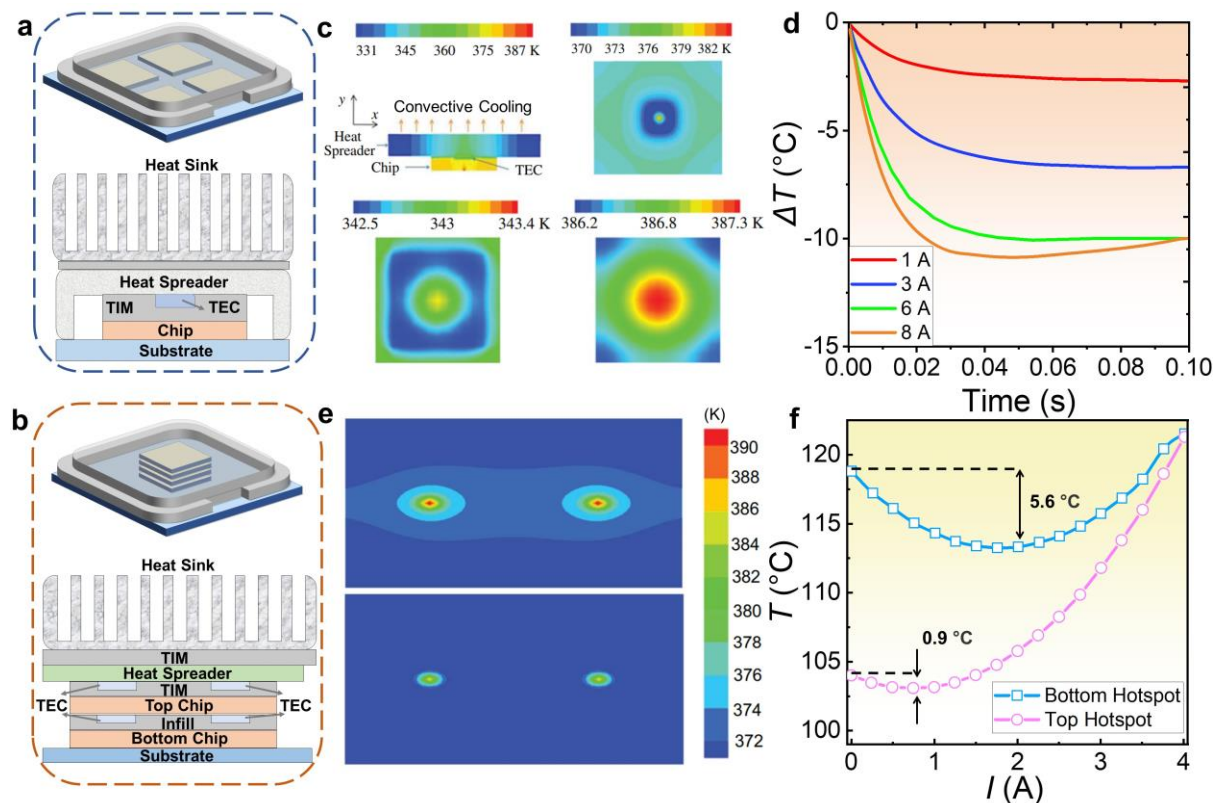 a
Heat Sink
Heat Spreader
TIM
TEC
Chip
Substrate
b
Heat Sink
TIM
Heat Spreader
TIM
TEC
TEC
Top Chip
Infill
Bottom Chip
Substrate
c
331 345 360 375 387 K
370 373 376 379 382 K
y
x
Convective Cooling
Heat
Spreader
Chip
TEC
342.5 343 343.4 K
386.2 386.8 387.3 K
d
0
-5
-10
-15
ΔT (°C)
1 A
3 A
6 A
8 A
0.00 0.02 0.04 0.06 0.08 0.10
Time (s)
e
(K)
390
388
386
384
382
380
378
376
374
372
f
120
115
110
105
100
T (°C)
5.6 °C
0.9 °C
Bottom Hotspot
Top Hotspot
0 1 2 3 4
I (A)